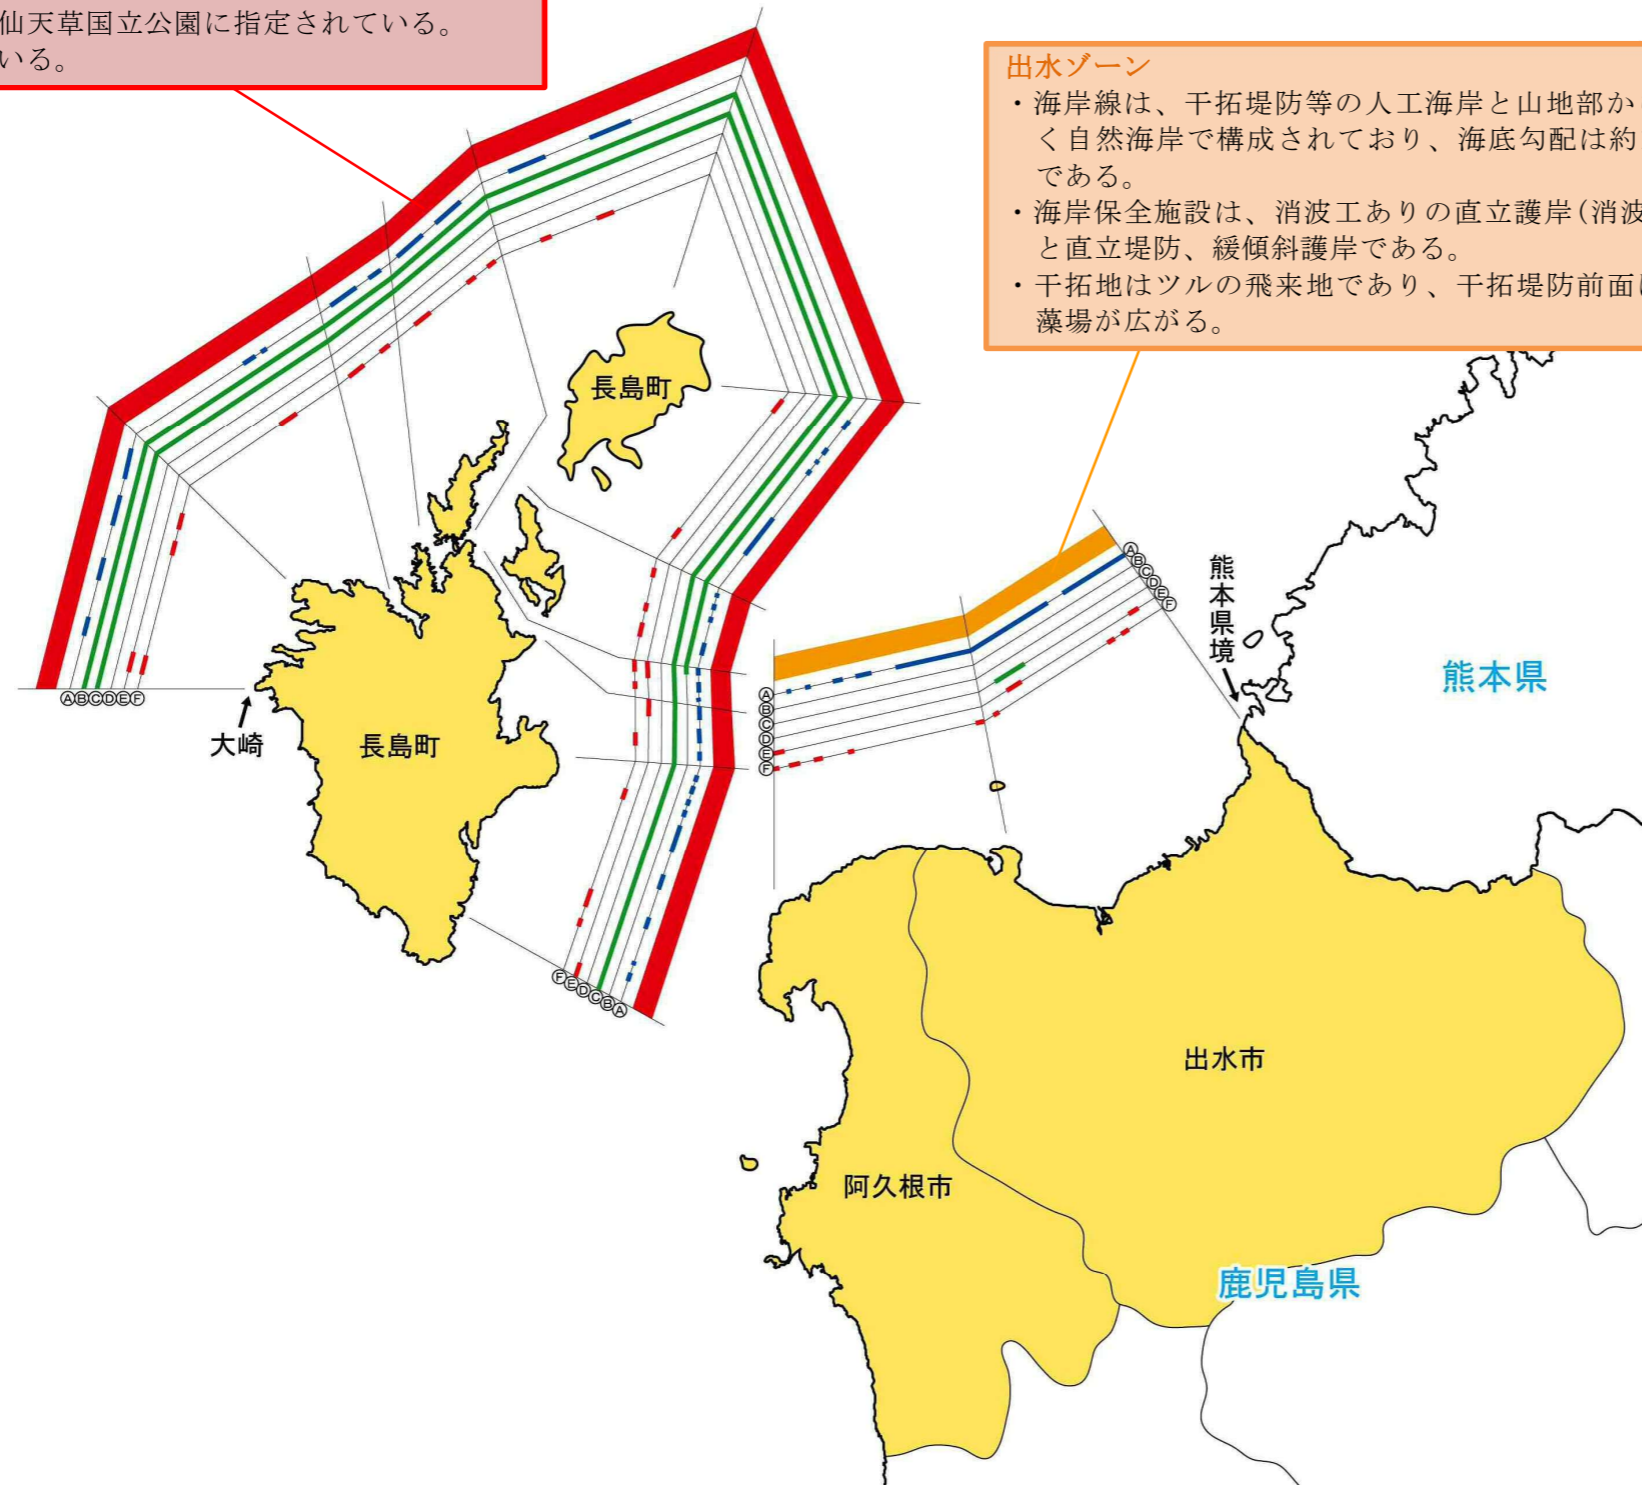 仙天草国立公園に指定されている。
いる。
出水ゾーン
・海岸線は、干拓堤防等の人工海岸と山地部か
く自然海岸で構成されており、海底勾配は約
である。
・海岸保全施設は、消波工ありの直立護岸(消波
と直立堤防、緩傾斜護岸である。
・干拓地はツルの飛来地であり、干拓堤防前面
藻場が広がる。
長島町
Ⓐ
Ⓑ
Ⓒ
Ⓓ
Ⓔ
Ⓕ
熊本県境
熊本県
ⒶⒷⒸⒹⒺⒻ
大崎
長島町
Ⓐ
Ⓑ
Ⓒ
Ⓓ
Ⓔ
Ⓕ
ⒻⒺⒹⒸⒷⒶ
出水市
阿久根市
鹿児島県